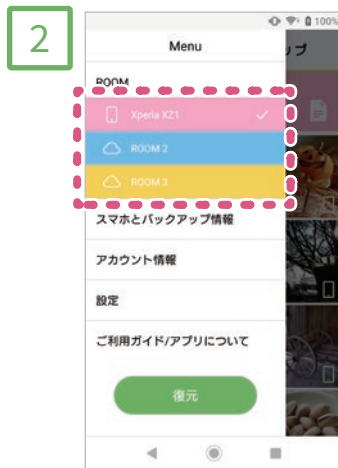 2
100%
Menu
ップ
ROOM
Xperia XZ1
ROOM 2
ROOM 3
スマホとバックアップ情報
アカウント情報
設定
ご利用ガイド/アプリについて
復元